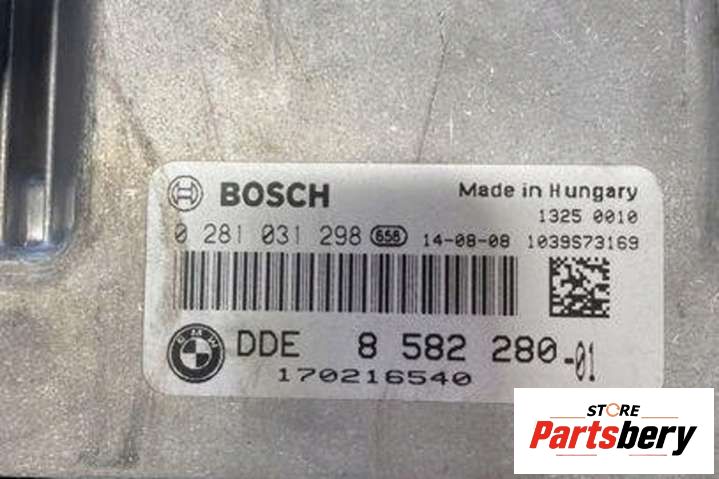 BOSCH Made in Hungary
1325 0010
0 281 031 298 656 14-08-08 1039S73169
BMW DDE 8 582 280-01
170216540
STORE
Partsbery